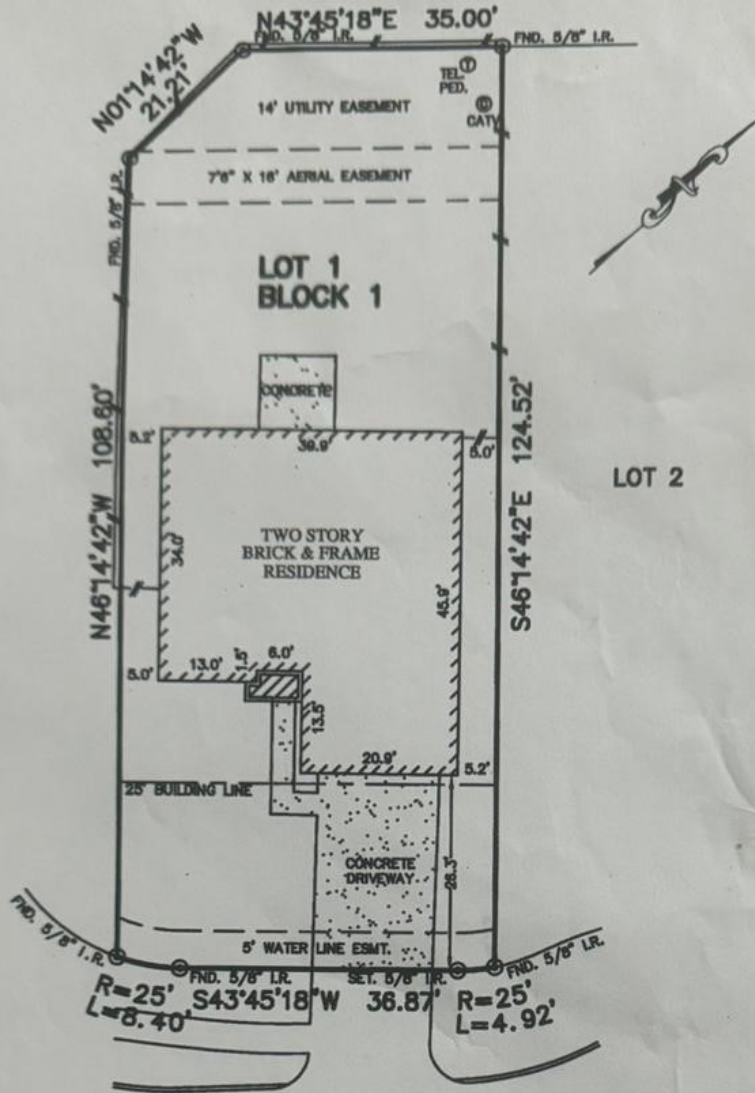 N43°45'18"E 35.00'
FND. 5/8" I.R.
FND. 5/8" I.R.
N01°14'42"W
21.21'
TEL.
PED.
T
C
CATV
14' UTILITY EASEMENT
7'6" X 16' AERIAL EASEMENT
FND. 5/8" I.R.
LOT 1
BLOCK 1
CONCRETE
N46°14'42"W 108.60'
S46°14'42"E 124.52'
LOT 2
39.9'
5.0'
TWO STORY
BRICK & FRAME
RESIDENCE
34.0'
45.9'
5.0'
13.0'
1.5'
6.0'
13.5'
20.9'
5.2'
25' BUILDING LINE
CONCRETE
DRIVEWAY
26.3'
5' WATER LINE ESMT.
FND. 5/8" I.R.
FND. 5/8" I.R.
SET. 5/8" I.R.
FND. 5/8" I.R.
R=25'
L=8.40'
S43°45'18"W 36.87'
R=25'
L=4.92'